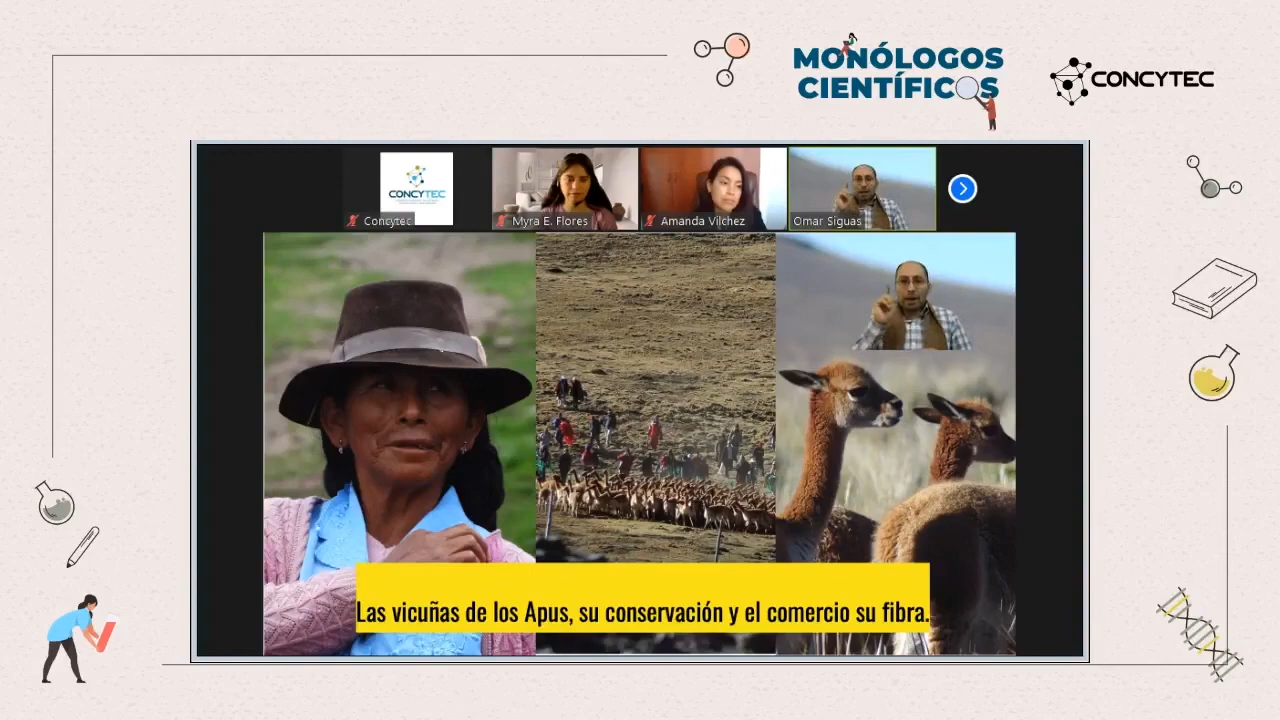 MONÓLOGOS
CIENTÍFICOS
CONCYTEC
CONCYTEC
Concytec
Myra E. Flores
Amanda Vilchez
Omar Siguas
Las vicuñas de los Apus, su conservación y el comercio su fibra.